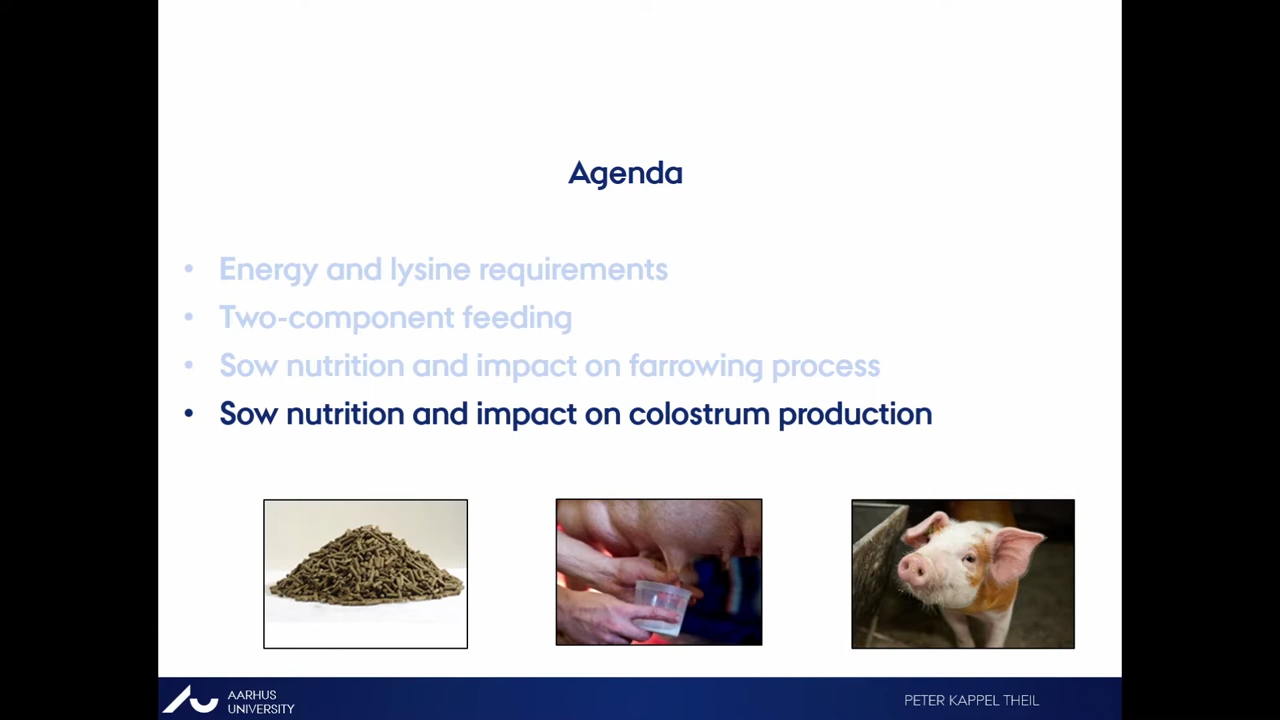 Agenda
• Energy and lysine requirements
• Two-component feeding
• Sow nutrition and impact on farrowing process
• Sow nutrition and impact on colostrum production
AARHUS
UNIVERSITY
PETER KAPPEL THEIL